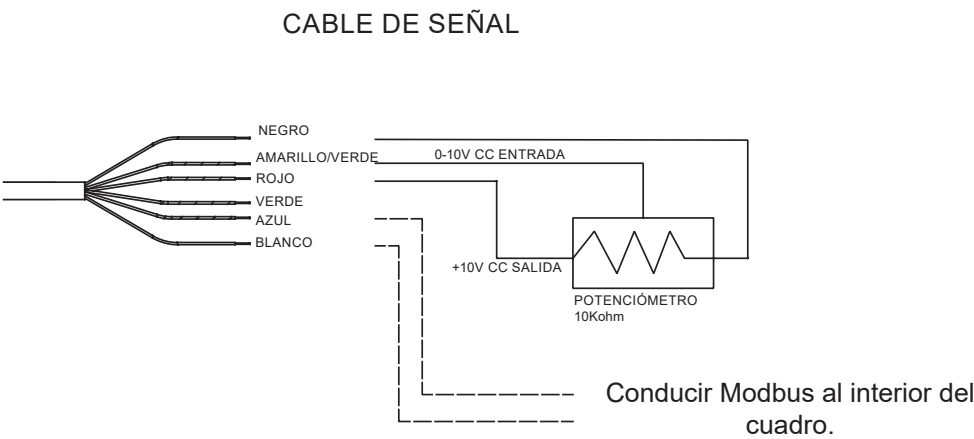 CABLE DE SEÑAL
NEGRO
AMARILLO/VERDE
0-10V CC ENTRADA
ROJO
VERDE
AZUL
BLANCO
+10V CC SALIDA
POTENCIÓMETRO
10Kohm
Conducir Modbus al interior del
cuadro.